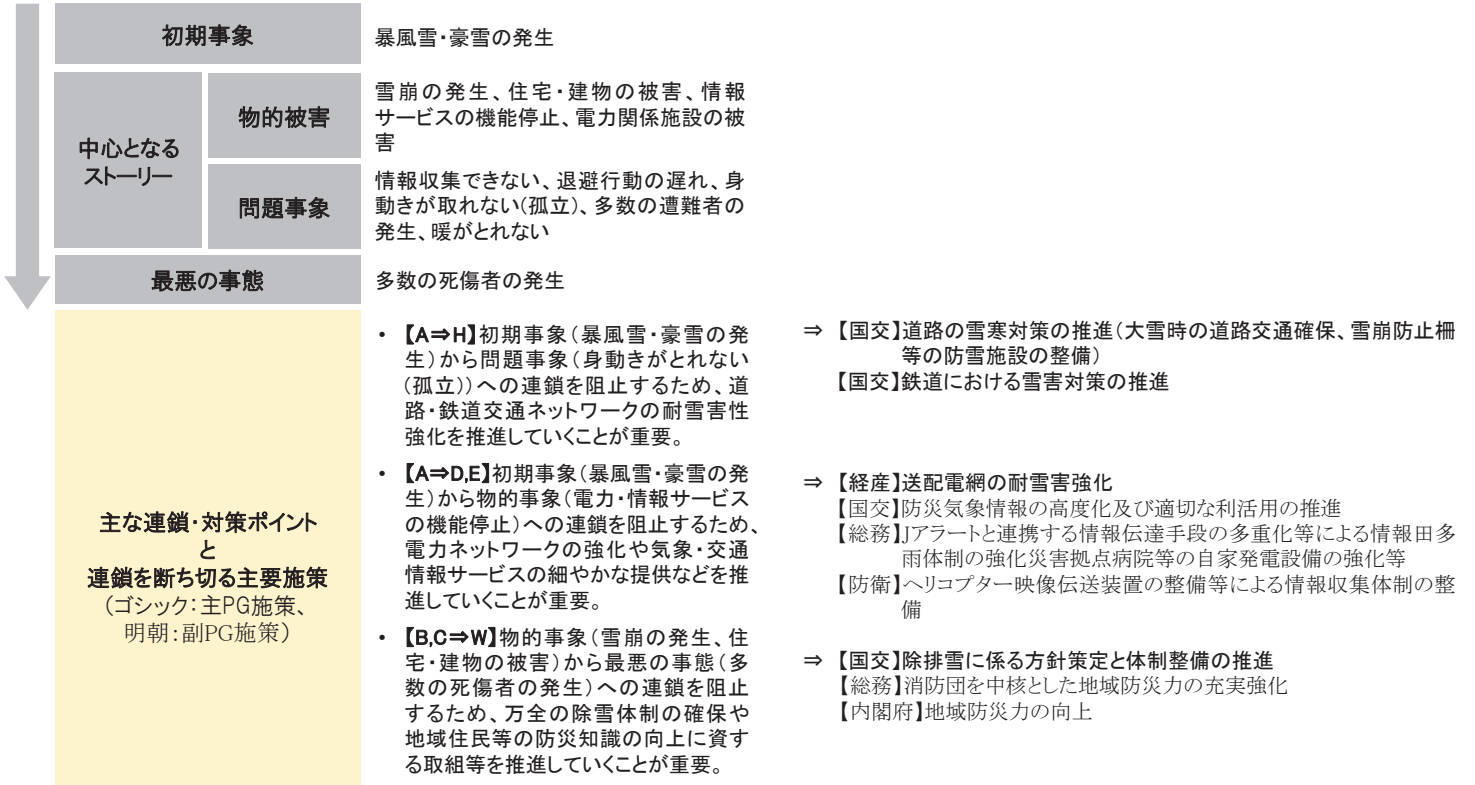 初期事象
暴風雪・豪雪の発生
中心となる
ストーリー
物的被害
雪崩の発生、住宅・建物の被害、情報
サービスの機能停止、電力関係施設の被
害
問題事象
情報収集できない、退避行動の遅れ、身
動きが取れない(孤立)、多数の遭難者の
発生、暖がとれない
最悪の事態
多数の死傷者の発生
主な連鎖・対策ポイント
と
連鎖を断ち切る主要施策
（ゴシック：主PG施策、
明朝：副PG施策）
・ 【A⇒H】初期事象（暴風雪・豪雪の発
生）から問題事象（身動きがとれない
（孤立））への連鎖を阻止するため、道
路・鉄道交通ネットワークの耐雪害性
強化を推進していくことが重要。
⇒ 【国交】道路の雪寒対策の推進（大雪時の道路交通確保、雪崩防止柵
等の防雪施設の整備）
【国交】鉄道における雪害対策の推進
・ 【A⇒D,E】初期事象（暴風雪・豪雪の発
生）から物的事象（電力・情報サービス
の機能停止）への連鎖を阻止するため、
電力ネットワークの強化や気象・交通
情報サービスの細やかな提供などを推
進していくことが重要。
⇒ 【経産】送配電網の耐雪害強化
【国交】防災気象情報の高度化及び適切な利活用の推進
【総務】Jアラートと連携する情報伝達手段の多重化等による情報田多
雨体制の強化災害拠点病院等の自家発電設備の強化等
【防衛】ヘリコプター映像伝送装置の整備等による情報収集体制の整
備
・ 【B,C⇒W】物的事象（雪崩の発生、住
宅・建物の被害）から最悪の事態（多
数の死傷者の発生）への連鎖を阻止
するため、万全の除雪体制の確保や
地域住民等の防災知識の向上に資す
る取組等を推進していくことが重要。
⇒ 【国交】除排雪に係る方針策定と体制整備の推進
【総務】消防団を中核とした地域防災力の充実強化
【内閣府】地域防災力の向上